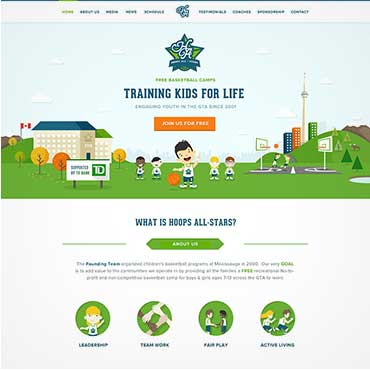 HOME ABOUT US MEDIA NEWS SCHEDULE TESTIMONIALS COACHES SPONSORSHIP CONTACT
FREE BASKETBALL CAMPS
TRAINING KIDS FOR LIFE
ENGAGING YOUTH IN THE GTA SINCE 2001
JOIN US FOR FREE
SUPPORTED
BY TD BANK
TD
WHAT IS HOOPS ALL-STARS?
ABOUT US
The Founding Team organized children's basketball programs at Mississauga in 2000. Our very GOAL
is to add value to the communities we operate in by providing all the families a FREE recreational No-to-
profit and non-competitive basketball camp for boys & girls ages 7-13 across the GTA to
LEADERSHIP
TEAM WORK
FAIR PLAY
ACTIVE LIVING